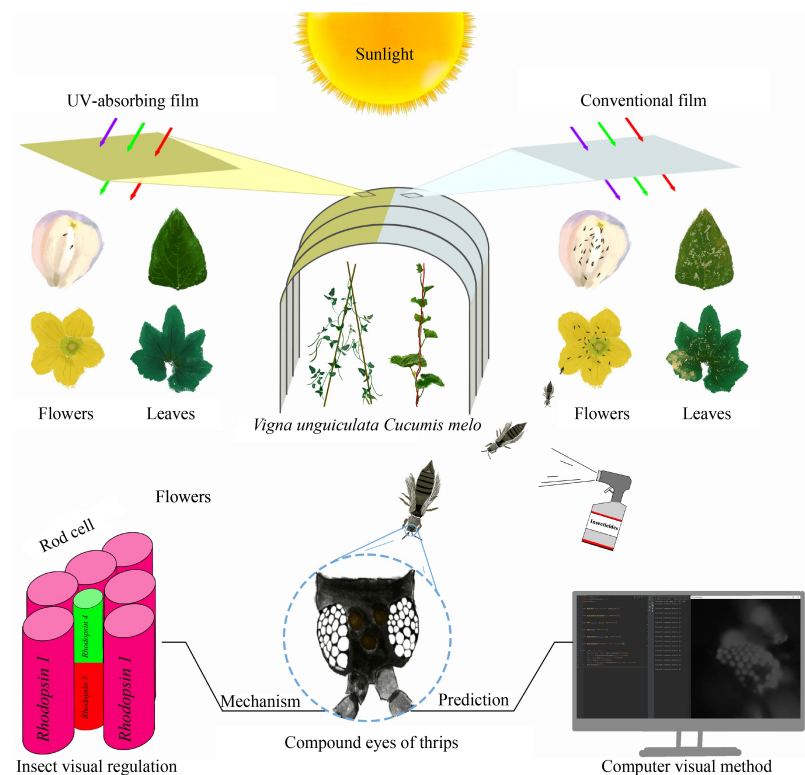 Sunlight
UV-absorbing film
Conventional film
Flowers
Leaves
Vigna unguiculata Cucumis melo
Flowers
Leaves
Insecticides
Flowers
Rod cell
Rhodopsin 1
Rhodopsin 4
Rhodopsin 5
Rhodopsin 1
Mechanism
Prediction
Compound eyes of thrips
Insect visual regulation
Computer visual method